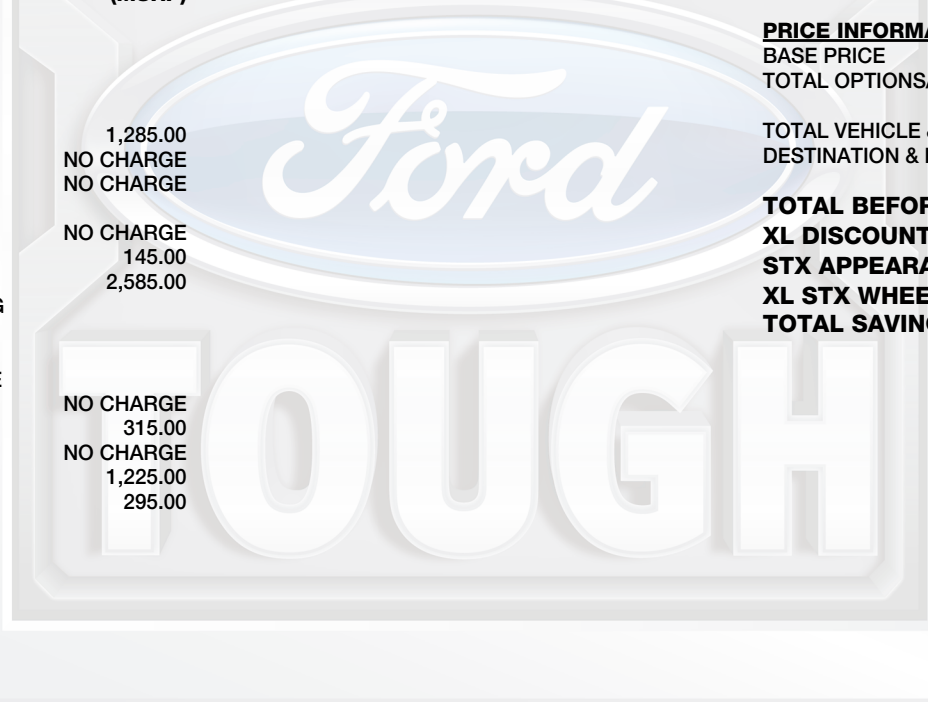 1,285.00
NO CHARGE
NO CHARGE
NO CHARGE
145.00
2,585.00
NO CHARGE
315.00
NO CHARGE
1,225.00
295.00
Ford
TOUGH
PRICE INFORMA
BASE PRICE
TOTAL OPTIONS
TOTAL VEHICLE
DESTINATION &
TOTAL BEFOR
XL DISCOUNT
STX APPEARA
XL STX WHEE
TOTAL SAVIN